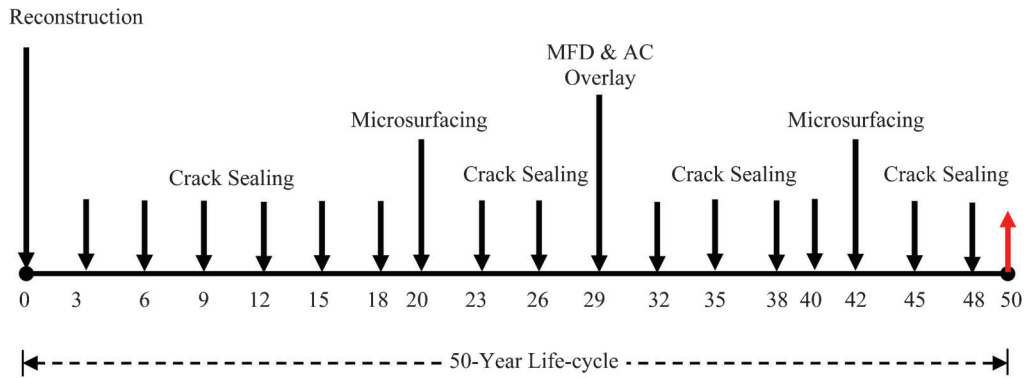 Reconstruction
MFD & AC
Overlay
Microsurfacing
Microsurfacing
Crack Sealing
Crack Sealing
Crack Sealing
Crack Sealing
0 3 6 9 12 15 18 20 23 26 29 32 35 38 40 42 45 48 50
50-Year Life-cycle